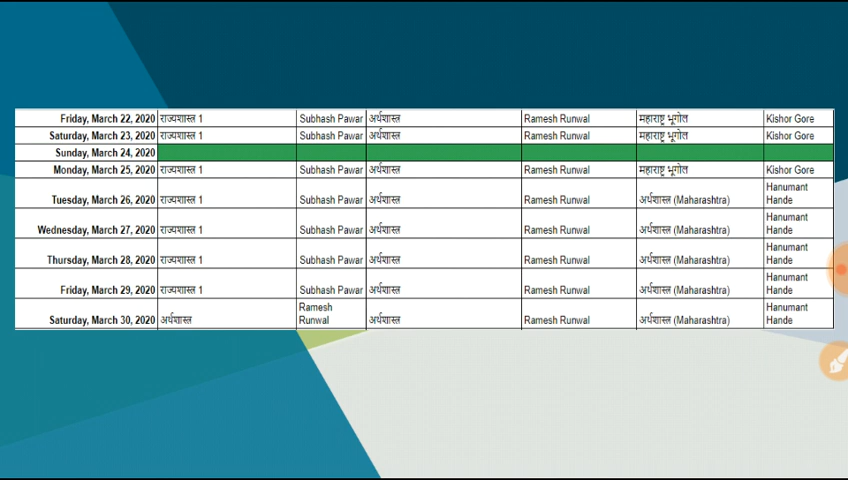 Friday, March 22, 2020 राज्यशास्त्र 1 Subhash Pawar अर्थशास्त्र Ramesh Runwal महाराष्ट्र भूगोल Kishor Gore
Saturday, March 23, 2020 राज्यशास्त्र 1 Subhash Pawar अर्थशास्त्र Ramesh Runwal महाराष्ट्र भूगोल Kishor Gore
Sunday, March 24, 2020
Monday, March 25, 2020 राज्यशास्त्र 1 Subhash Pawar अर्थशास्त्र Ramesh Runwal महाराष्ट्र भूगोल Kishor Gore
Tuesday, March 26, 2020 राज्यशास्त्र 1 Subhash Pawar अर्थशास्त्र Ramesh Runwal अर्थशास्त्र (Maharashtra) Hanumant
Hande
Wednesday, March 27, 2020 राज्यशास्त्र 1 Subhash Pawar अर्थशास्त्र Ramesh Runwal अर्थशास्त्र (Maharashtra) Hanumant
Hande
Thursday, March 28, 2020 राज्यशास्त्र 1 Subhash Pawar अर्थशास्त्र Ramesh Runwal अर्थशास्त्र (Maharashtra) Hanumant
Hande
Friday, March 29, 2020 राज्यशास्त्र 1 Subhash Pawar अर्थशास्त्र Ramesh Runwal अर्थशास्त्र (Maharashtra) Hanumant
Hande
Saturday, March 30, 2020 अर्थशास्त्र Ramesh
Runwal अर्थशास्त्र Ramesh Runwal अर्थशास्त्र (Maharashtra) Hanumant
Hande